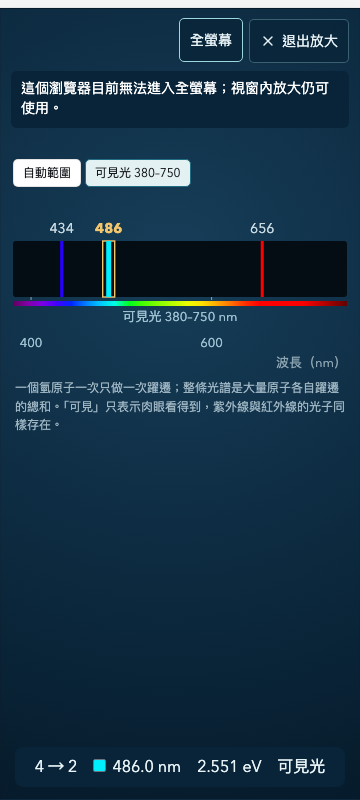 全螢幕
× 退出放大
這個瀏覽器目前無法進入全螢幕；視窗內放大仍可
使用。
自動範圍
可見光 380–750
434 486 656
可見光 380–750 nm
400 600
波長（nm）
一個氫原子一次只做一次躍遷；整條光譜是大量原子各自躍遷
的總和。「可見」只表示肉眼看得到，紫外線與紅外線的光子同
樣存在。
4→2 486.0 nm 2.551 eV 可見光